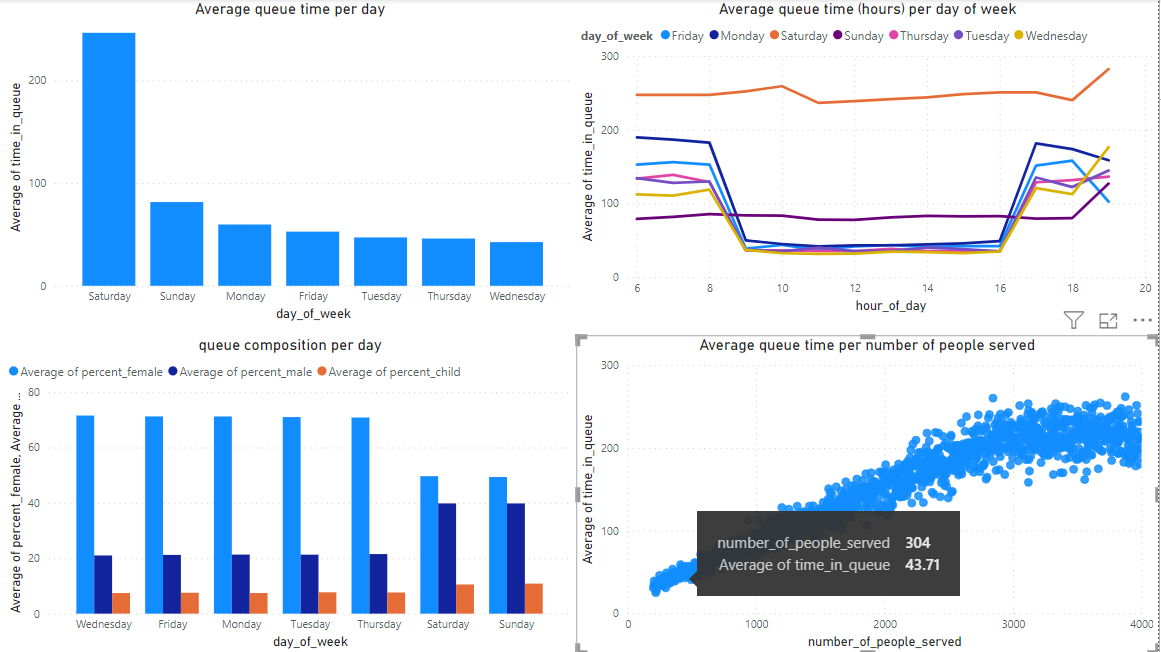 Average queue time per day
Average of time_in_queue
200
100
0
Saturday Sunday Monday Friday Tuesday Thursday Wednesday
day_of_week
Average queue time (hours) per day of week
day_of_week Friday Monday Saturday Sunday Thursday Tuesday Wednesday
Average of time_in_queue
300
200
100
0
6 8 10 12 14 16 18 20
hour_of_day
queue composition per day
Average of percent_female Average of percent_male Average of percent_child
Average of percent_female, Average ...
80
60
40
20
0
Wednesday Friday Monday Tuesday Thursday Saturday Sunday
day_of_week
Average queue time per number of people served
Average of time_in_queue
300
200
100
0
number_of_people_served 304
Average of time_in_queue 43.71
0 1000 2000 3000 4000
number_of_people_served